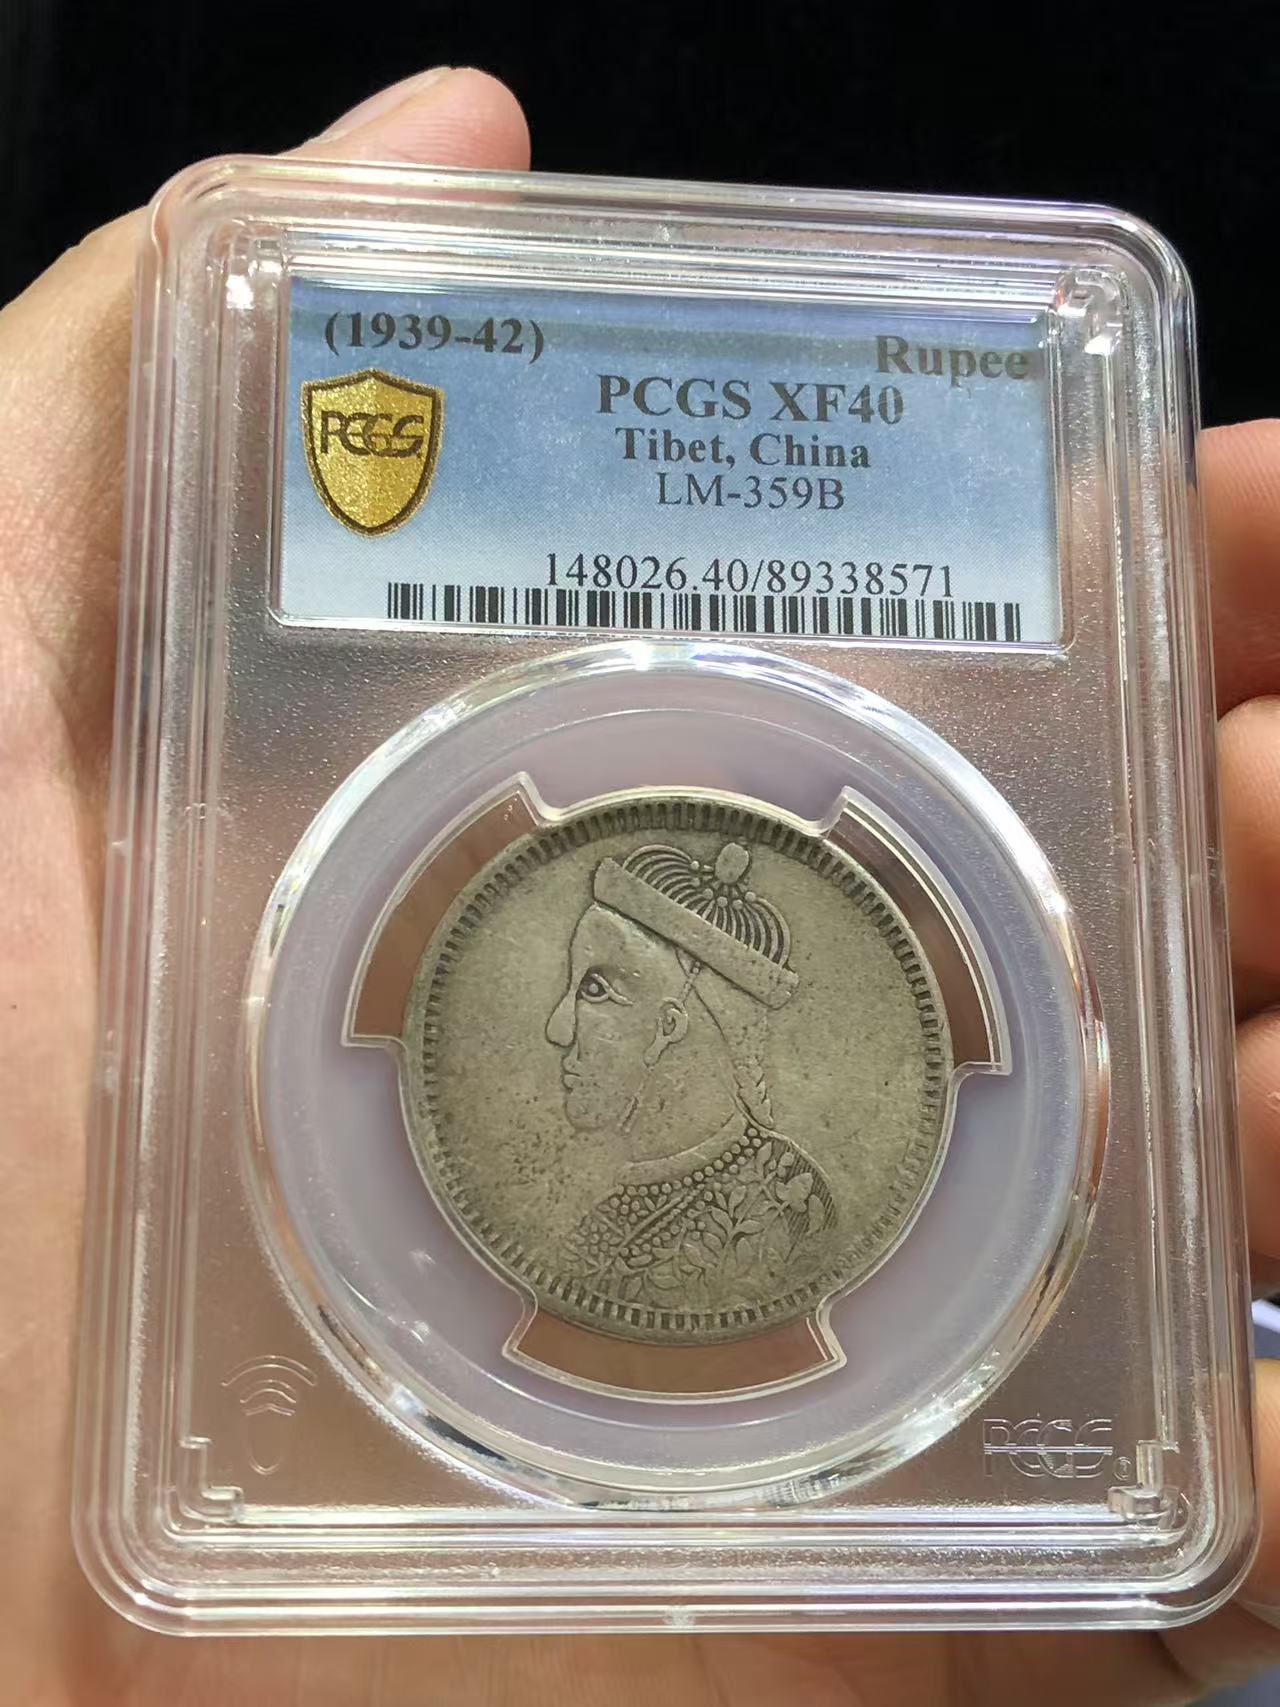 (1939-42) Rupee
PCGS XF40
PCGS
Tibet, China
LM-359B
148026.40/89338571
PCGS